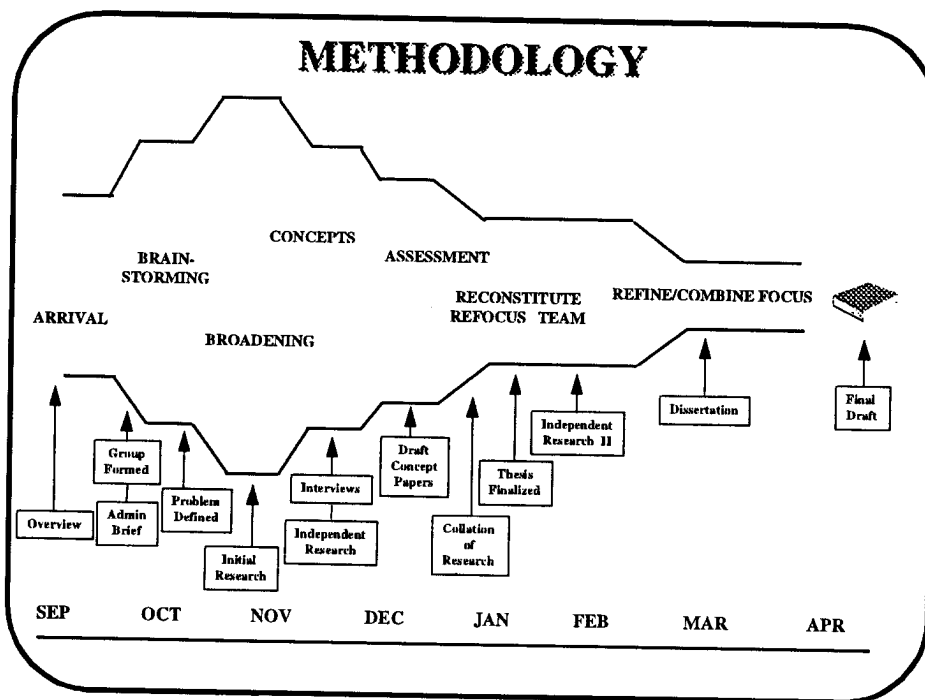 METHODOLOGY
CONCEPTS
BRAIN-
STORMING
ASSESSMENT
RECONSTITUTE
REFOCUS TEAM
REFINE/COMBINE FOCUS
ARRIVAL
BROADENING
Overview
Group
Formed
Admin
Brief
Problem
Defined
Initial
Research
Interviews
Independent
Research
Draft
Concept
Papers
Collation
of
Research
Thesis
Finalized
Independent
Research II
Dissertation
Final
Draft
SEP OCT NOV DEC JAN FEB MAR APR